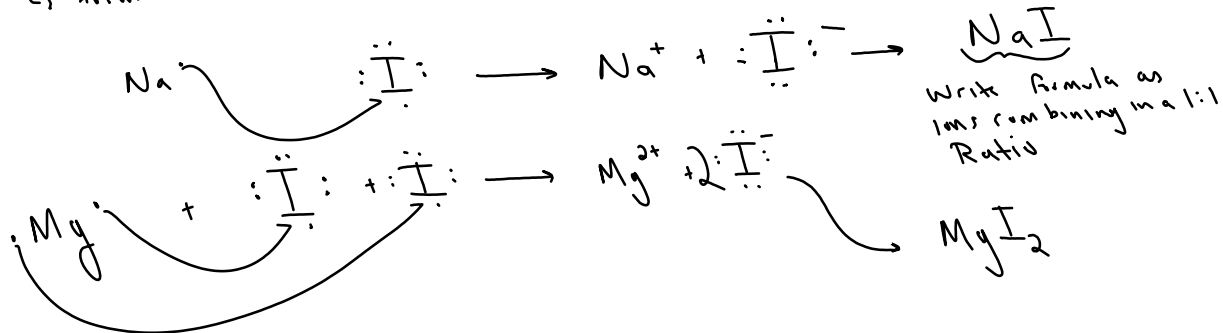 Na· :Ï: ⟶ Na⁺ + :Ï:⁻ ⟶ NaI
Write formula as
ions combining in a 1:1
Ratio
·Mg· + :Ï: + :Ï: ⟶ Mg²⁺ + 2:Ï:⁻
MgI₂